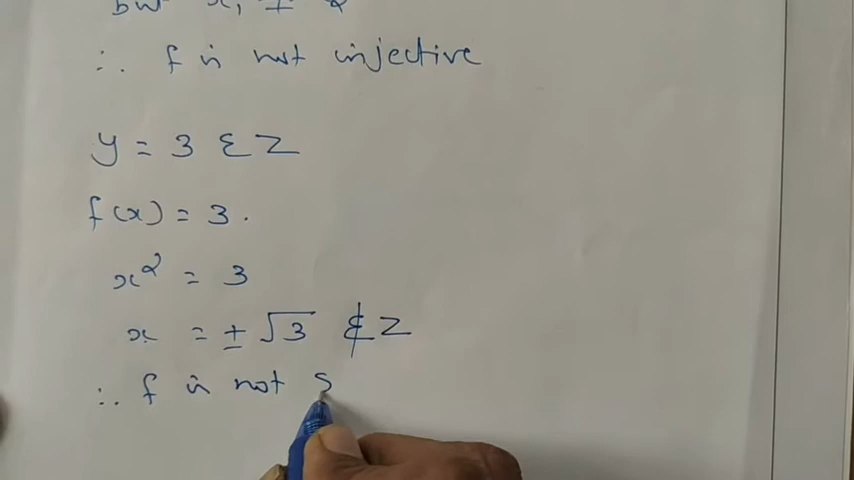 ∴ f is not injective
y = 3 ∈ Z
f(x) = 3.
x² = 3
x = ± √3 ∉ Z
∴ f is not S